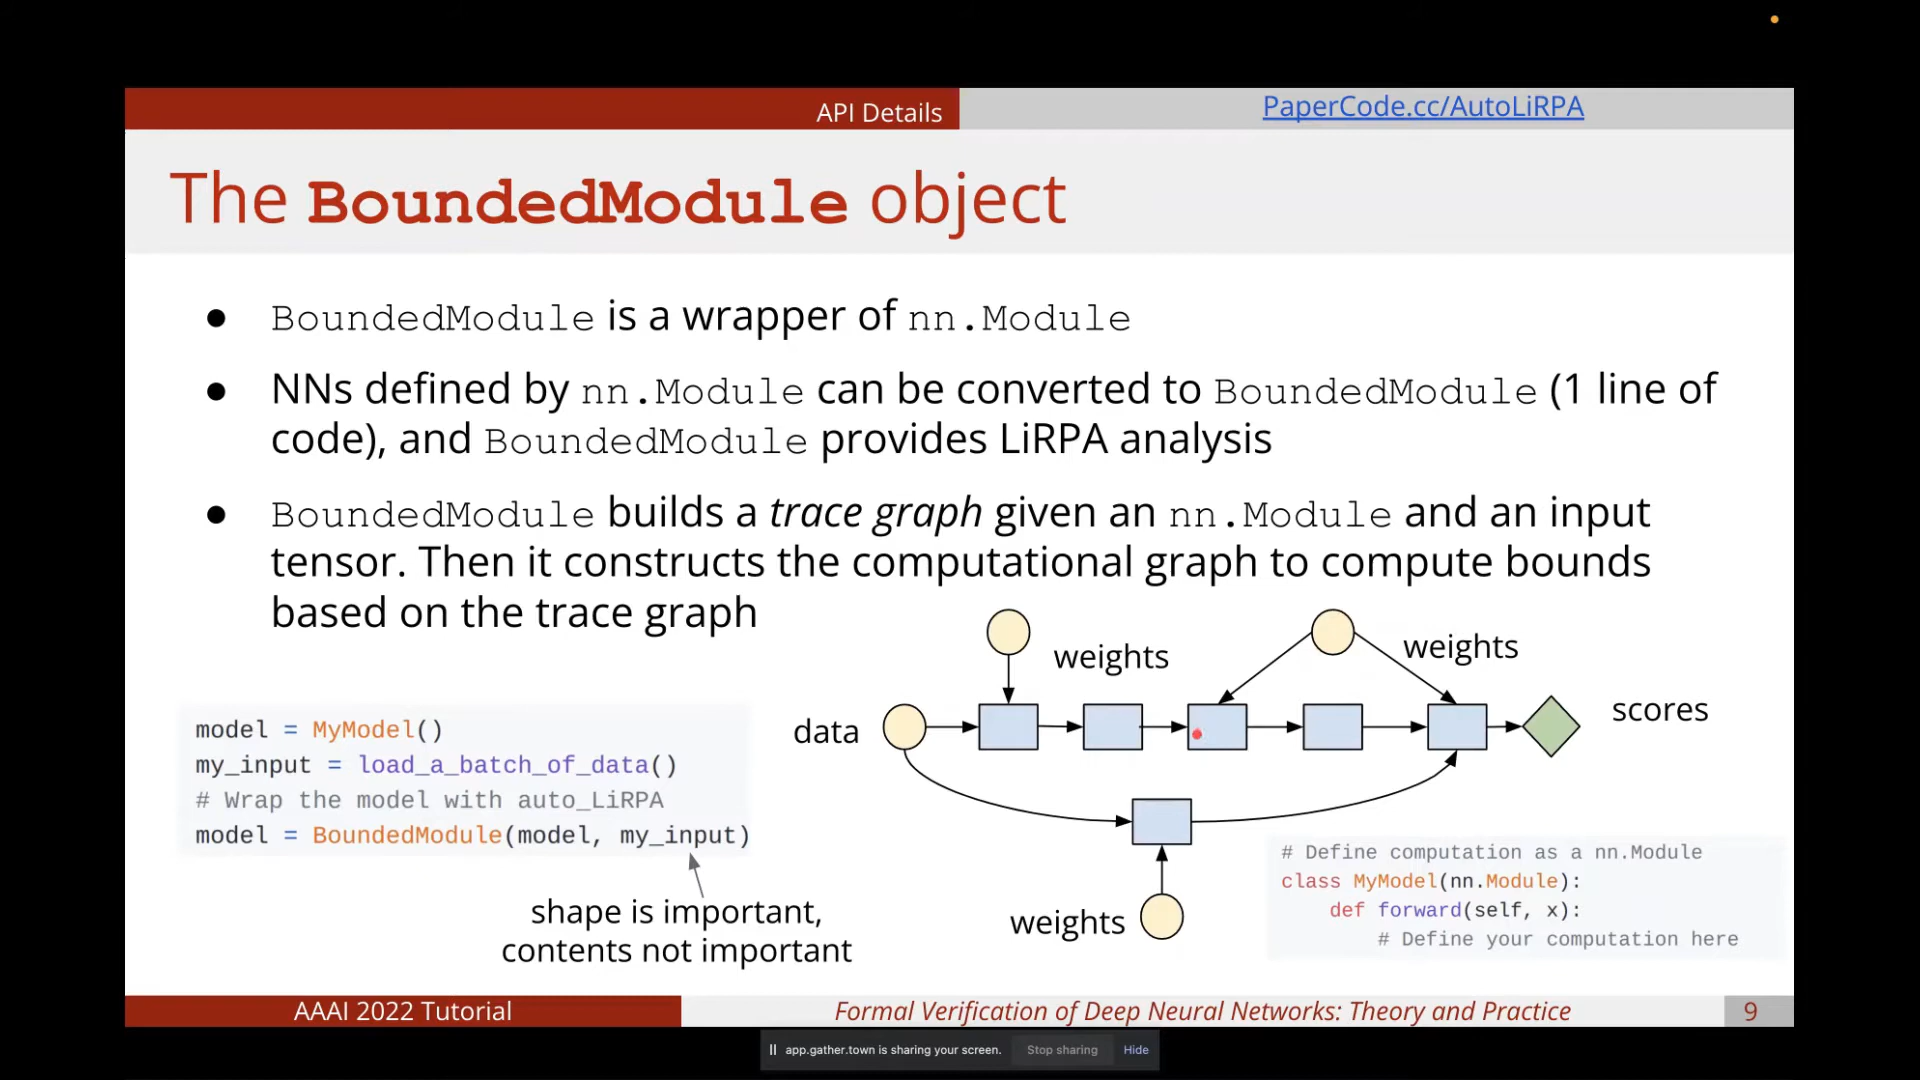 API Details
PaperCode.cc/AutoLiRPA
The BoundedModule object
● BoundedModule is a wrapper of nn.Module
● NNs defined by nn.Module can be converted to BoundedModule (1 line of
code), and BoundedModule provides LiRPA analysis
● BoundedModule builds a trace graph given an nn.Module and an input
tensor. Then it constructs the computational graph to compute bounds
based on the trace graph
weights
weights
data
scores
weights
model = MyModel()
my_input = load_a_batch_of_data()
# Wrap the model with auto_LiRPA
model = BoundedModule(model, my_input)
shape is important,
contents not important
# Define computation as a nn.Module
class MyModel(nn.Module):
def forward(self, x):
# Define your computation here
AAAI 2022 Tutorial
Formal Verification of Deep Neural Networks: Theory and Practice
9
app.gather.town is sharing your screen.
Stop sharing
Hide